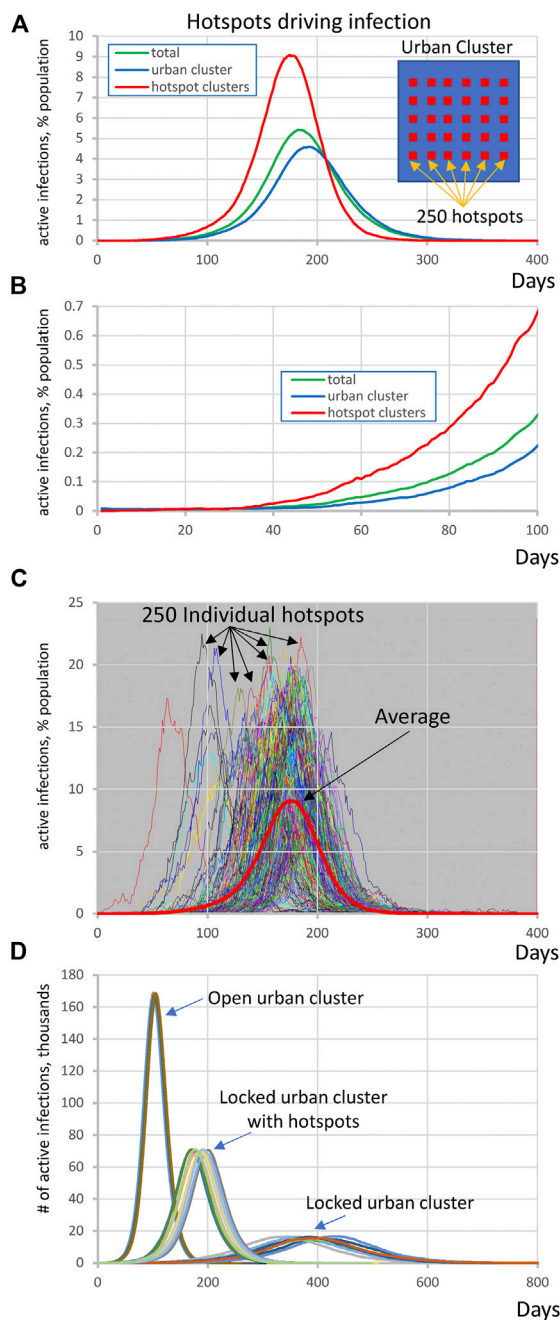 A
Hotspots driving infection
active infections, % population
10
9
8
7
6
5
4
3
2
1
0
total
urban cluster
hotspot clusters
Urban Cluster
250 hotspots
0 100 200 300 400
Days
B
active infections, % population
0.7
0.6
0.5
0.4
0.3
0.2
0.1
0
total
urban cluster
hotspot clusters
0 20 40 60 80 100
Days
C
active infections, % population
25
20
15
10
5
0
250 Individual hotspots
Average
0 100 200 300 400
Days
D
# of active infections, thousands
180
160
140
120
100
80
60
40
20
0
Open urban cluster
Locked urban cluster
with hotspots
Locked urban cluster
0 200 400 600 800
Days